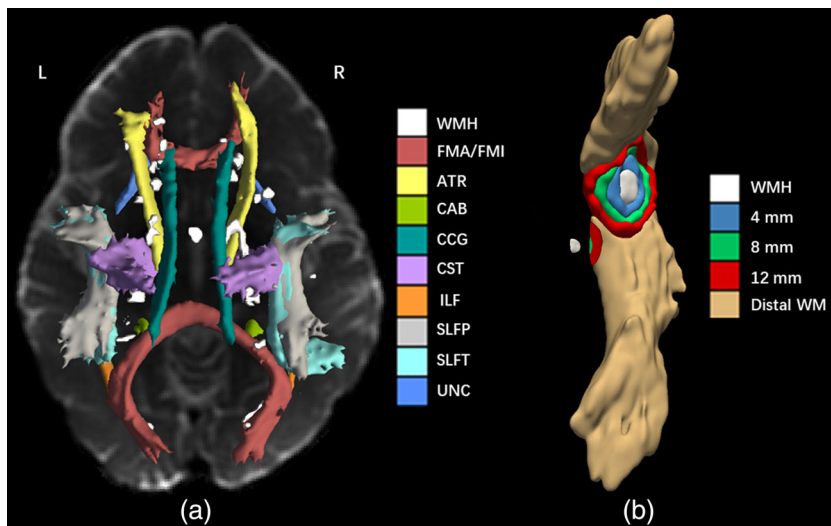 L
R
WMH
FMA/FMI
ATR
CAB
CCG
CST
ILF
SLFP
SLFT
UNC
(a)
WMH
4 mm
8 mm
12 mm
Distal WM
(b)